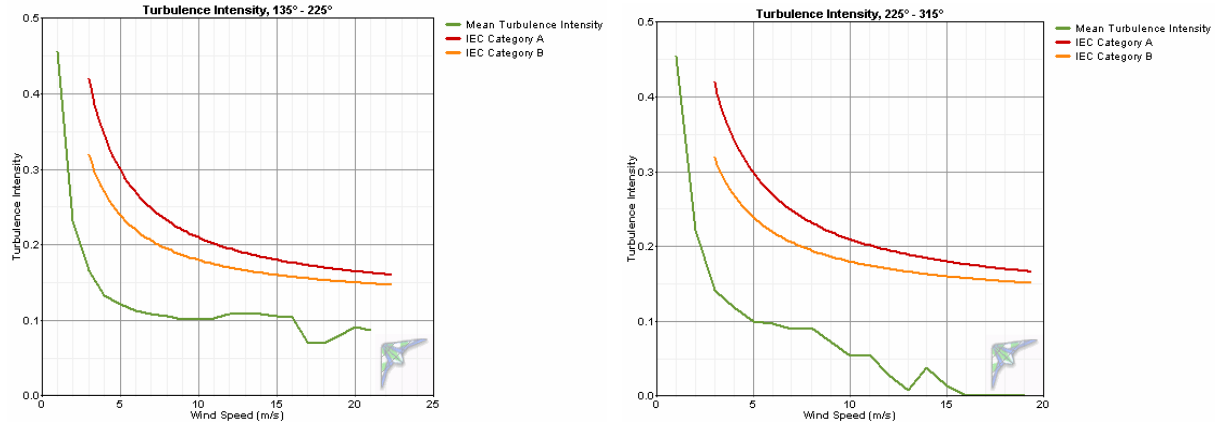 Turbulence Intensity, 135° - 225°
0.5
0.4
0.3
0.2
0.1
0.0
Turbulence Intensity
0
5
10
15
20
25
Wind Speed (m/s)
Mean Turbulence Intensity
IEC Category A
IEC Category B
Turbulence Intensity, 225° - 315°
0.5
0.4
0.3
0.2
0.1
0.0
Turbulence Intensity
0
5
10
15
20
Wind Speed (m/s)
Mean Turbulence Intensity
IEC Category A
IEC Category B